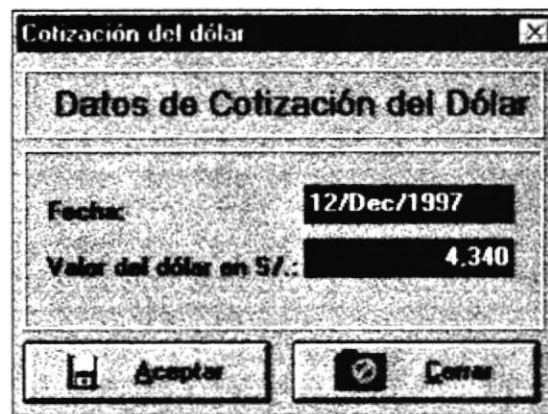 Cotización del dólar
Datos de Cotización del Dólar
Fecha: 12/Dec/1997
Valor del dólar en S/.: 4,340
Aceptar Cerrar